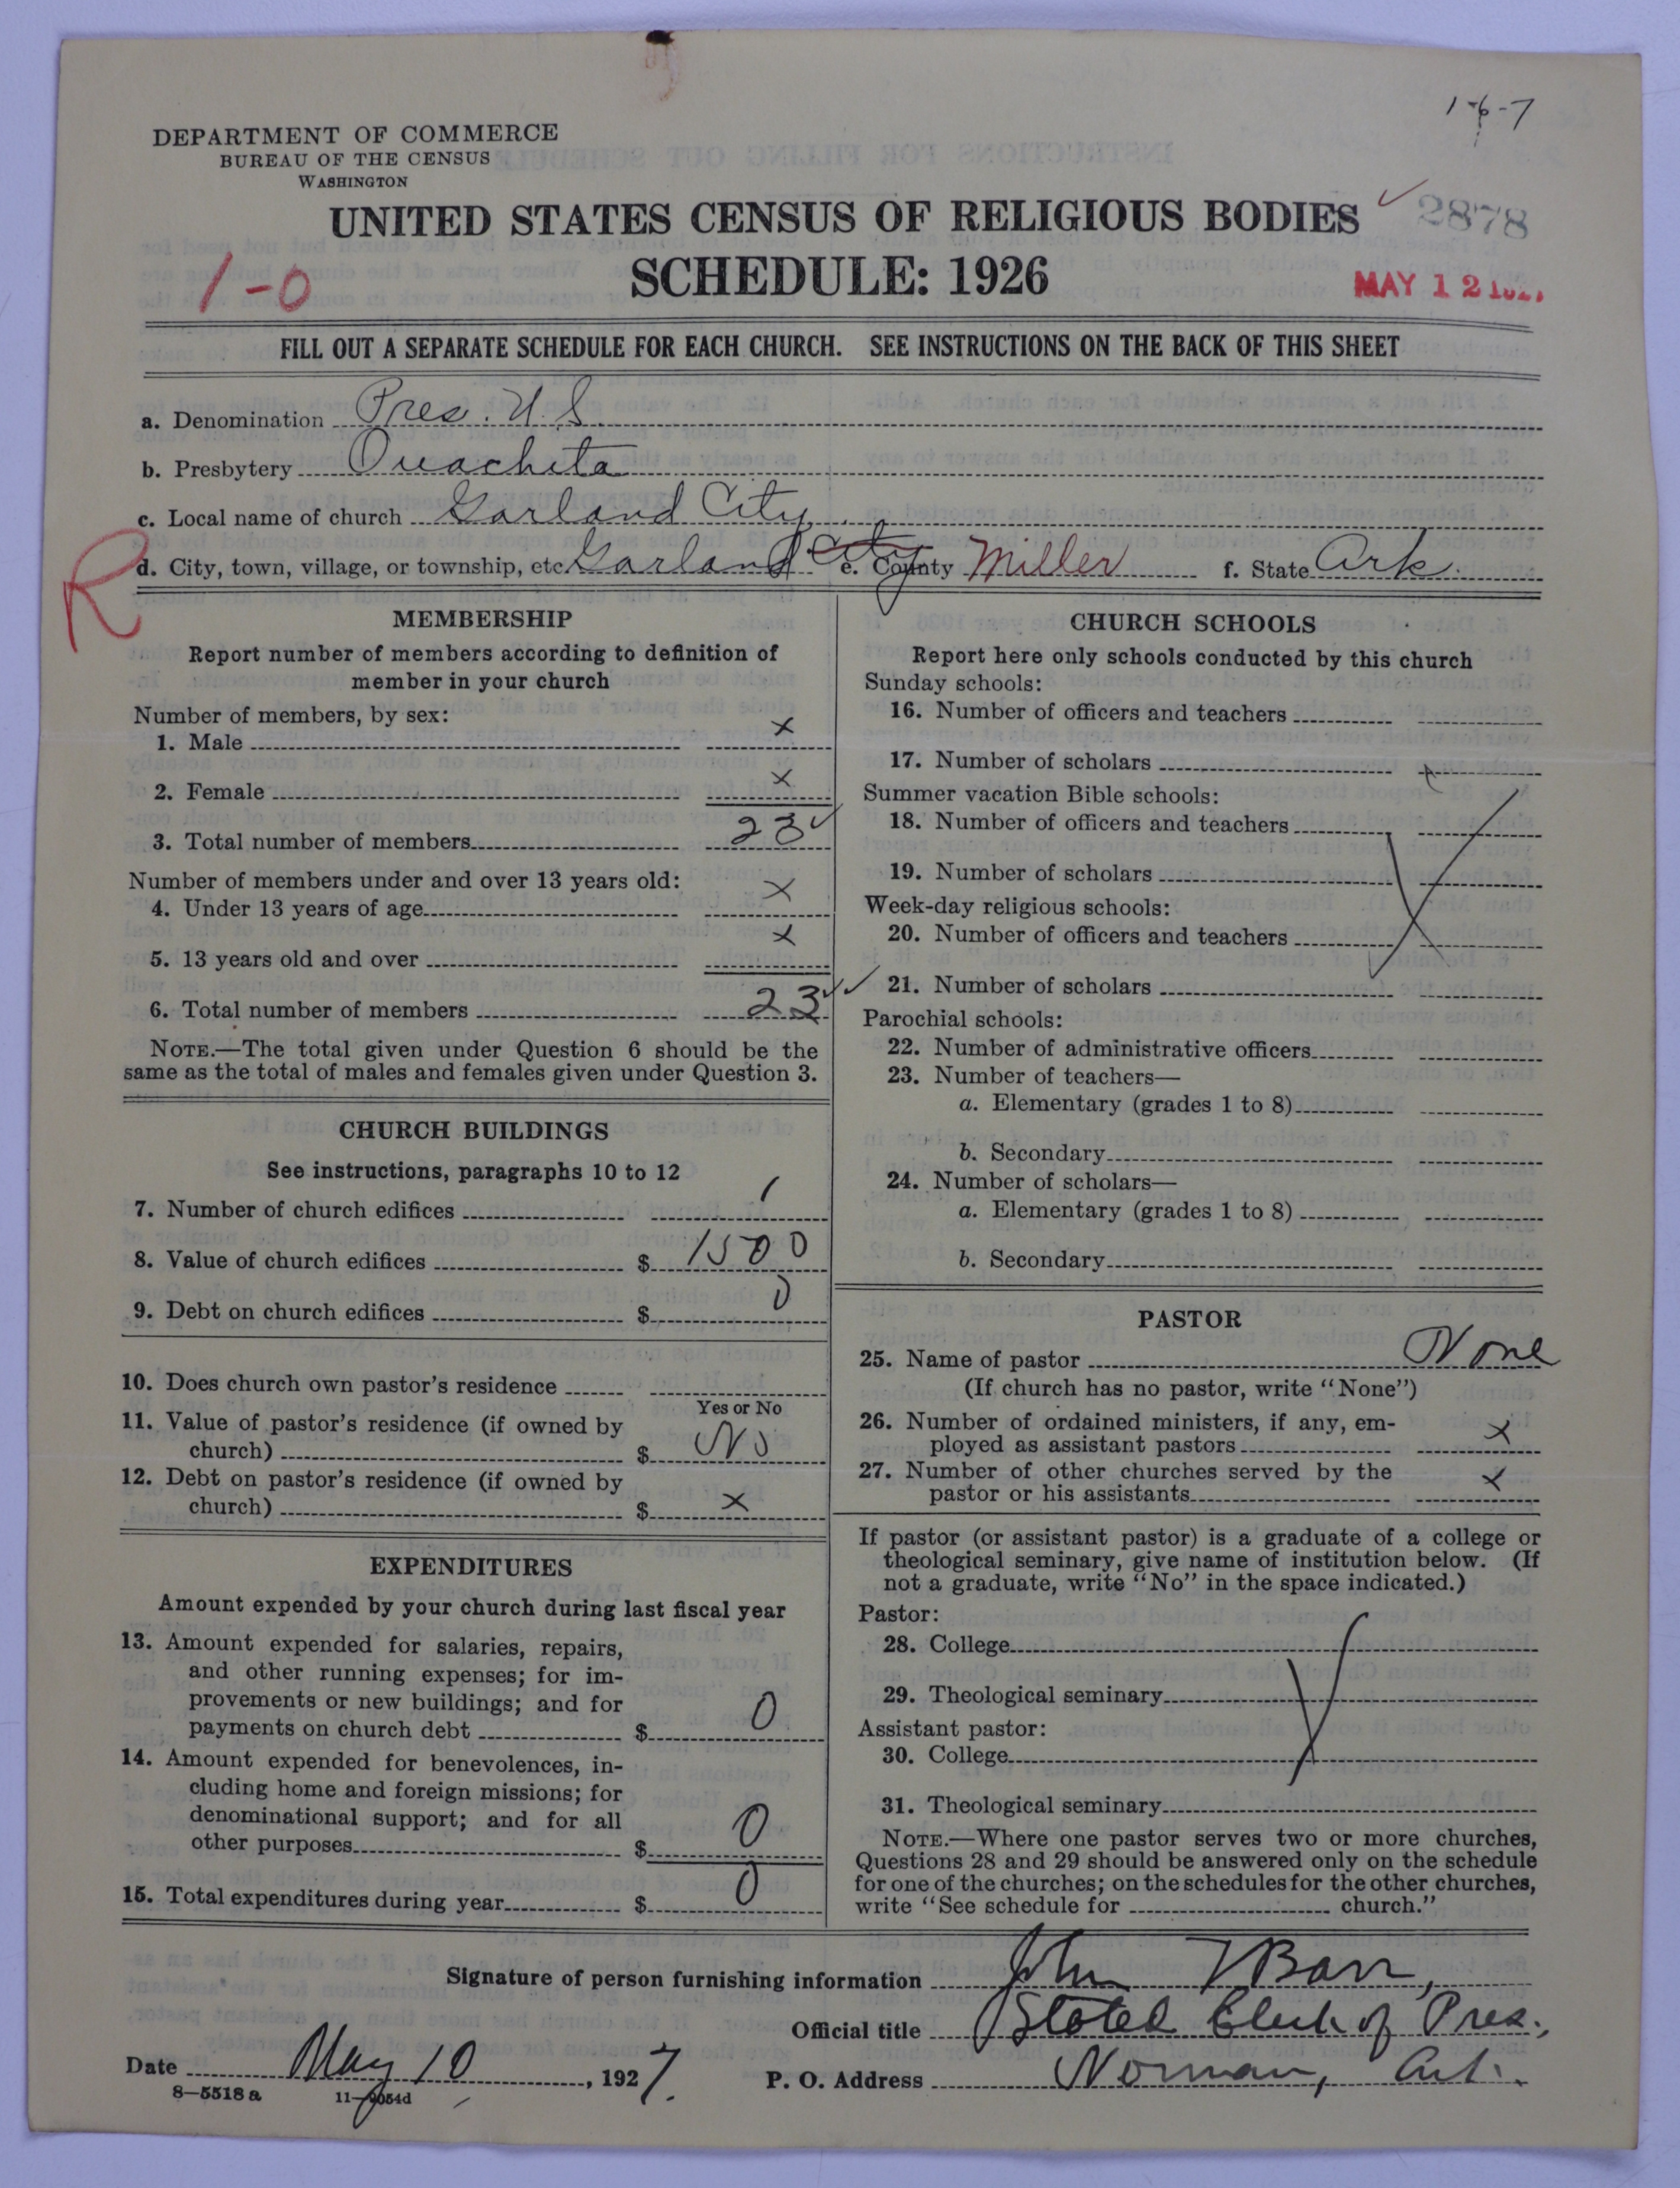 1-6-7
DEPARTMENT OF COMMERCE
BUREAU OF THE CENSUS
WASHINGTON
UNITED STATES CENSUS OF RELIGIOUS BODIES
2878
1-0
SCHEDULE: 1926
MAY 12
FILL OUT A SEPARATE SCHEDULE FOR EACH CHURCH. SEE INSTRUCTIONS ON THE BACK OF THIS SHEET
a. Denomination Pres. U.S.
b. Presbytery Ouachita
c. Local name of church Garland City
R
d. City, town, village, or township, etc. Garland City e. County Miller f. State Ark.
MEMBERSHIP
Report number of members according to definition of
member in your church
Number of members, by sex:
1. Male x
2. Female x
3. Total number of members 23
Number of members under and over 13 years old:
4. Under 13 years of age x
5. 13 years old and over x
6. Total number of members 23
NOTE.—The total given under Question 6 should be the
same as the total of males and females given under Question 3.
CHURCH BUILDINGS
See instructions, paragraphs 10 to 12
7. Number of church edifices 1
8. Value of church edifices $ 1500
9. Debt on church edifices $ 0
10. Does church own pastor's residence
Yes or No
11. Value of pastor's residence (if owned by
church) $ No
12. Debt on pastor's residence (if owned by
church) $ x
EXPENDITURES
Amount expended by your church during last fiscal year
13. Amount expended for salaries, repairs,
and other running expenses; for im-
provements or new buildings; and for
payments on church debt $ 0
14. Amount expended for benevolences, in-
cluding home and foreign missions; for
denominational support; and for all
other purposes $ 0
15. Total expenditures during year $ 0
CHURCH SCHOOLS
Report here only schools conducted by this church
Sunday schools:
16. Number of officers and teachers
17. Number of scholars x
Summer vacation Bible schools:
18. Number of officers and teachers
19. Number of scholars
Week-day religious schools:
20. Number of officers and teachers
21. Number of scholars
Parochial schools:
22. Number of administrative officers
23. Number of teachers—
a. Elementary (grades 1 to 8)
b. Secondary
24. Number of scholars—
a. Elementary (grades 1 to 8)
b. Secondary
PASTOR
25. Name of pastor None
(If church has no pastor, write "None")
26. Number of ordained ministers, if any, em-
ployed as assistant pastors x
27. Number of other churches served by the
pastor or his assistants x
If pastor (or assistant pastor) is a graduate of a college or
theological seminary, give name of institution below. (If
not a graduate, write "No" in the space indicated.)
Pastor:
28. College
29. Theological seminary
Assistant pastor:
30. College
31. Theological seminary
NOTE.—Where one pastor serves two or more churches,
Questions 28 and 29 should be answered only on the schedule
for one of the churches; on the schedules for the other churches,
write "See schedule for church."
Signature of person furnishing information John T Barr,
Official title Stated Clerk of Pres.,
Date May 10, 1927. P. O. Address Norman, Ark.
8—5518 a 11—9054d